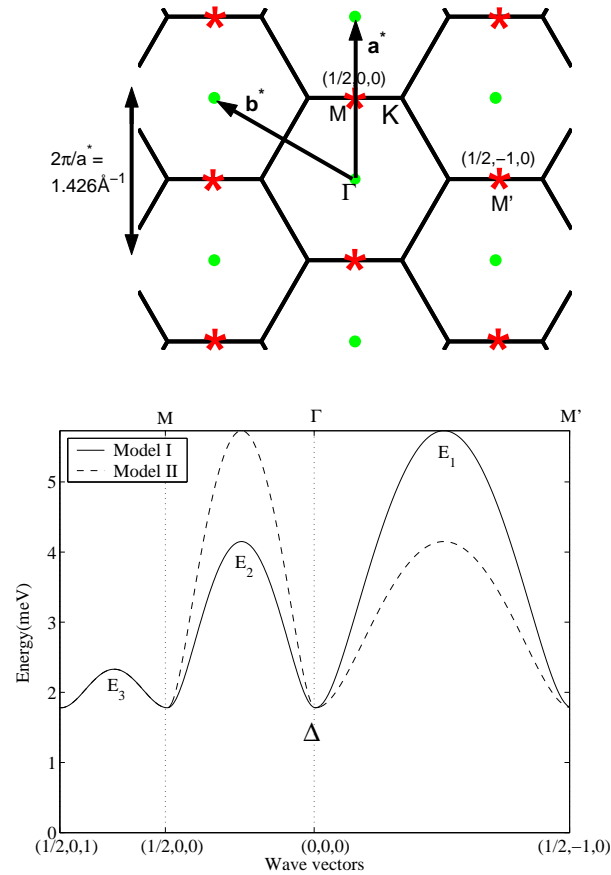 a*
(1/2,0,0)
b*
M
K
2π/a* =
1.426Å⁻¹
(1/2,−1,0)
Γ
M'
M
Γ
M'
Model I
Model II
E₁
E₂
E₃
Δ
Energy(meV)
5
4
3
2
1
0
(1/2,0,1)
(1/2,0,0)
(0,0,0)
(1/2,−1,0)
Wave vectors